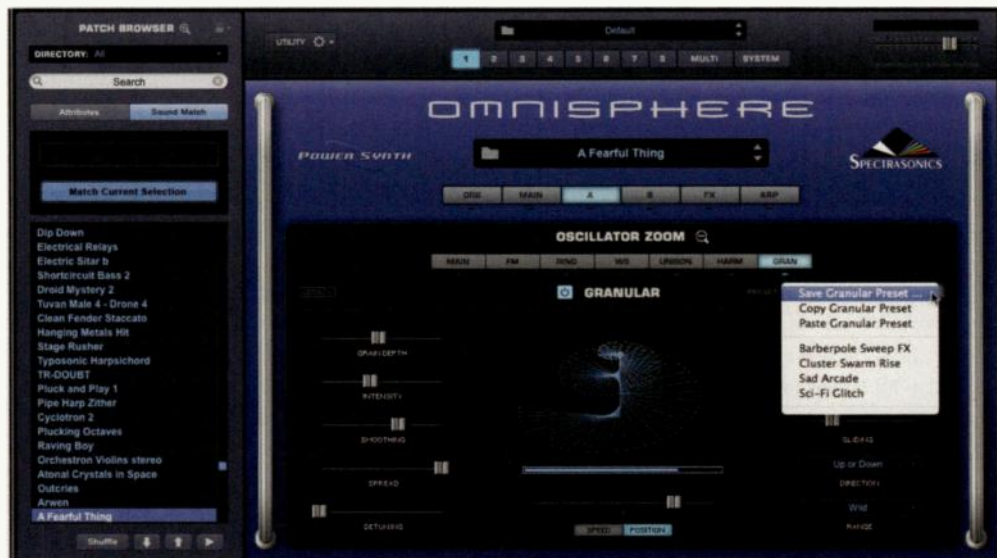 PATCH BROWSER
DIRECTORY: All
Search
Attributes
Sound Match
Match Current Selection
Dip Down
Electrical Relays
Electric Sitar b
Shortcircuit Bass 2
Droid Mystery 2
Tuvan Male 4 - Drone 4
Clean Fender Staccato
Hanging Metals Hit
Stage Rusher
Typosonic Harpsichord
TR-DOUBT
Pluck and Play 1
Pipe Harp Zither
Cyclotron 2
Plucking Octaves
Raving Boy
Orchestron Violins stereo
Atonal Crystals in Space
Outcries
Arwen
A Fearful Thing
Shuffle
UTILITY
Default
1 2 3 4 5 6 7 8 MULTI SYSTEM
OMNISPHERE
POWER SYNTH
A Fearful Thing
SPECTRASONICS
MAIN A B FX ARP
OSCILLATOR ZOOM
MAIN FM RING WS UNISON HARM GRAN
GRANULAR
PRESET
Save Granular Preset ...
Copy Granular Preset
Paste Granular Preset
Barberpole Sweep FX
Cluster Swarm Rise
Sad Arcade
Sci-Fi Glitch
GRAIN DEPTH
INTENSITY
SMOOTHING
SPREAD
DETUNING
SPEED POSITION
GLIDING
Up or Down
DIRECTION
Wild
RANGE